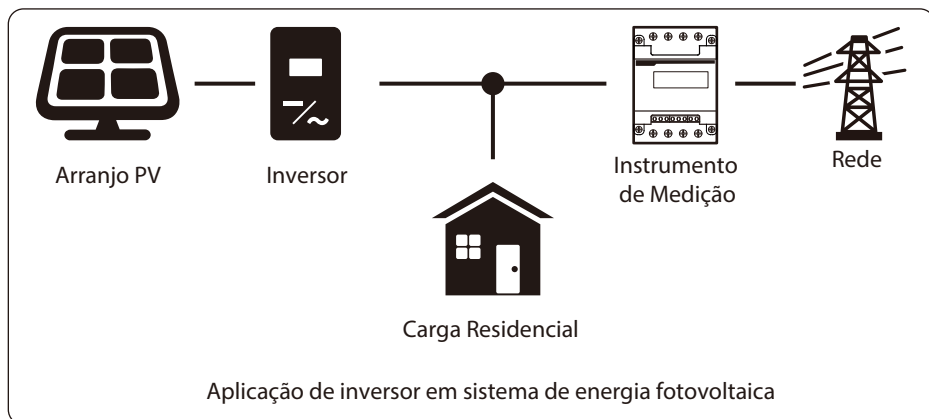 Arranjo PV
Inversor
Instrumento
de Medição
Rede
Carga Residencial
Aplicação de inversor em sistema de energia fotovoltaica